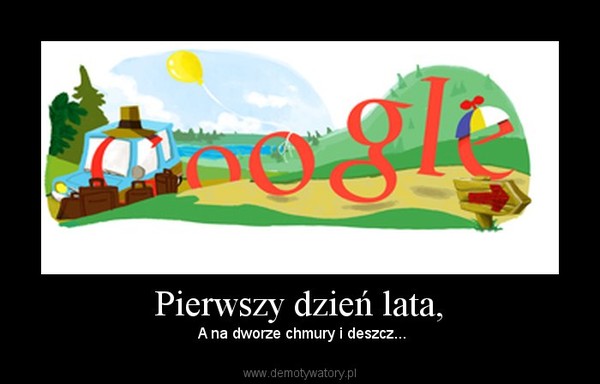 Google
Pierwszy dzień lata,
A na dworze chmury i deszcz...
www.demotywatory.pl